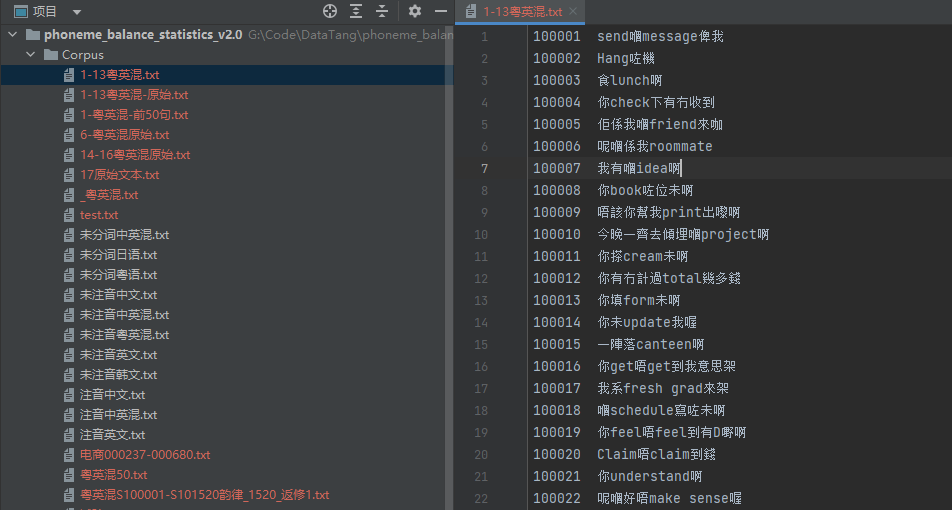 项目
phoneme_balance_statistics_v2.0 G:\Code\DataTang\phoneme_balan
Corpus
1-13粤英混.txt
1-13粤英混-原始.txt
1-粤英混-前50句.txt
6-粤英混原始.txt
14-16粤英混原始.txt
17原始文本.txt
_粤英混.txt
test.txt
未分词中英混.txt
未分词日语.txt
未分词粤语.txt
未注音中文.txt
未注音中英混.txt
未注音粤英混.txt
未注音英文.txt
未注音韩文.txt
注音中文.txt
注音中英混.txt
注音英文.txt
电商000237-000680.txt
粤英混50.txt
粤英混S100001-S101520韵律_1520_返修1.txt
1-13粤英混.txt
1 100001 send嗰message俾我
2 100002 Hang咗機
3 100003 食lunch啊
4 100004 你check下有冇收到
5 100005 佢係我嗰friend來咖
6 100006 呢嗰係我roommate
7 100007 我有嗰idea啊
8 100008 你book咗位未啊
9 100009 唔該你幫我print出嚟啊
10 100010 今晚一齊去傾埋嗰project啊
11 100011 你搽cream未啊
12 100012 你有冇計過total幾多錢
13 100013 你填form未啊
14 100014 你未update我喔
15 100015 一陣落canteen啊
16 100016 你get唔get到我意思架
17 100017 我系fresh grad來架
18 100018 嗰schedule寫咗未啊
19 100019 你feel唔feel到有D嘢啊
20 100020 Claim唔claim到錢
21 100021 你understand啊
22 100022 呢嗰好唔make sense喔